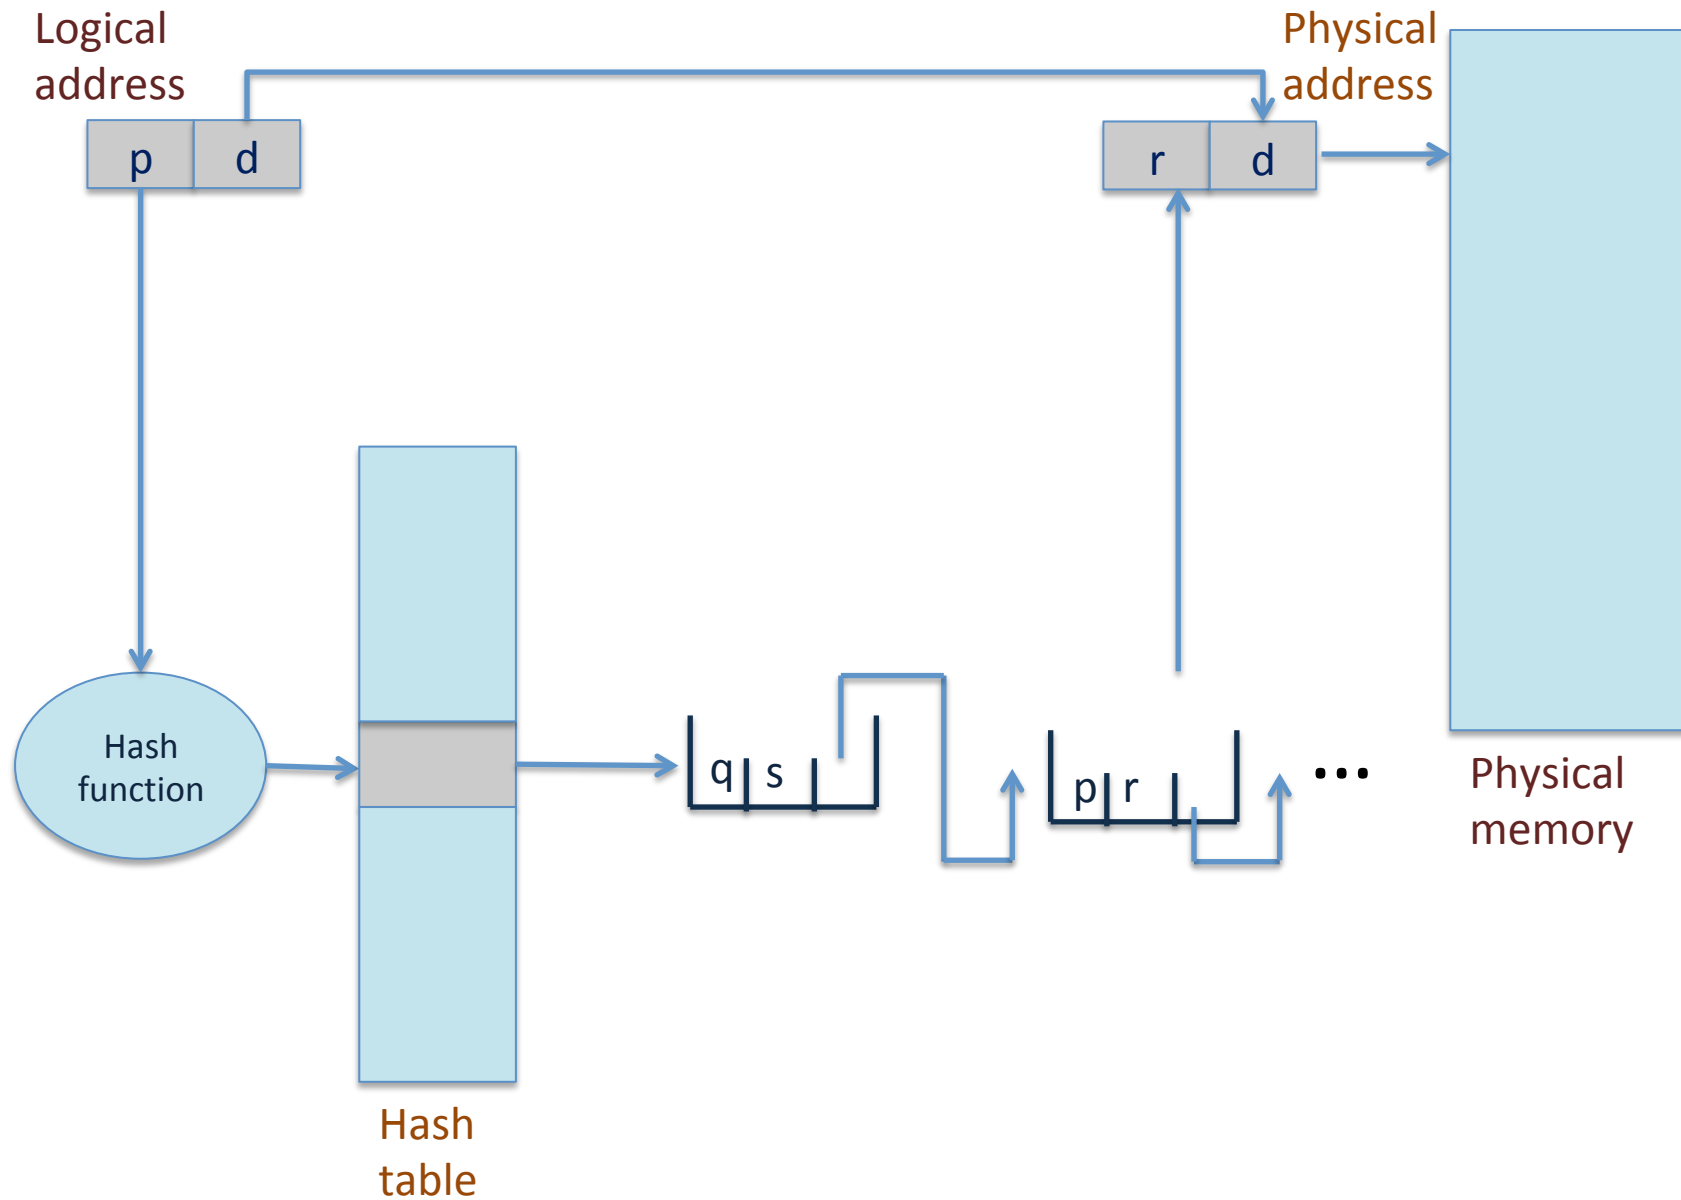 Logical
address
Physical
address
p d
r d
Hash
function
q s
p r
...
Physical
memory
Hash
table